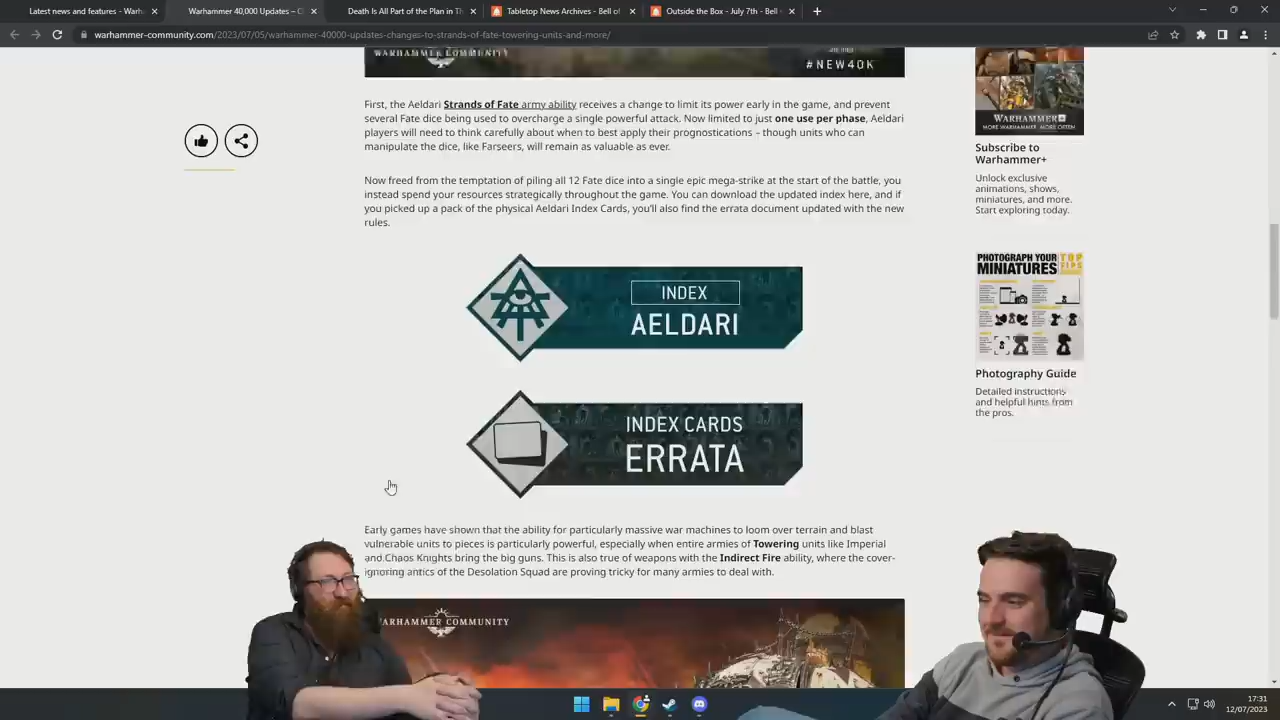 Latest news and features - Warh
Warhammer 40,000 Updates – C
Death Is All Part of the Plan in Th
Tabletop News Archives - Bell of
Outside the Box - July 7th - Bell
warhammer-community.com/2023/07/05/warhammer-40000-updates-changes-to-strands-of-fate-towering-units-and-more/
WARHAMMER COMMUNITY
#NEW40K
First, the Aeldari Strands of Fate army ability receives a change to limit its power early in the game, and prevent
several Fate dice being used to overcharge a single powerful attack. Now limited to just one use per phase, Aeldari
players will need to think carefully about when to best apply their prognostications – though units who can
manipulate the dice, like Farseers, will remain as valuable as ever.
Now freed from the temptation of piling all 12 Fate dice into a single epic mega-strike at the start of the battle, you
instead spend your resources strategically throughout the game. You can download the updated index here, and if
you picked up a pack of the physical Aeldari Index Cards, you'll also find the errata document updated with the new
rules.
INDEX
AELDARI
INDEX CARDS
ERRATA
Early games have shown that the ability for particularly massive war machines to loom over terrain and blast
vulnerable units to pieces is particularly powerful, especially when entire armies of Towering units like Imperial
and Chaos Knights bring the big guns. This is also true of weapons with the Indirect Fire ability, where the cover-
ignoring antics of the Desolation Squad are proving tricky for many armies to deal with.
WARHAMMER COMMUNITY
WARHAMMER+
MORE WARHAMMER. MORE OFTEN.
Subscribe to
Warhammer+
Unlock exclusive
animations, shows,
miniatures, and more.
Start exploring today.
PHOTOGRAPH YOUR
MINIATURES
TOP
TIPS
Photography Guide
Detailed instructions
and helpful hints from
the pros.
17:31
12/07/2023